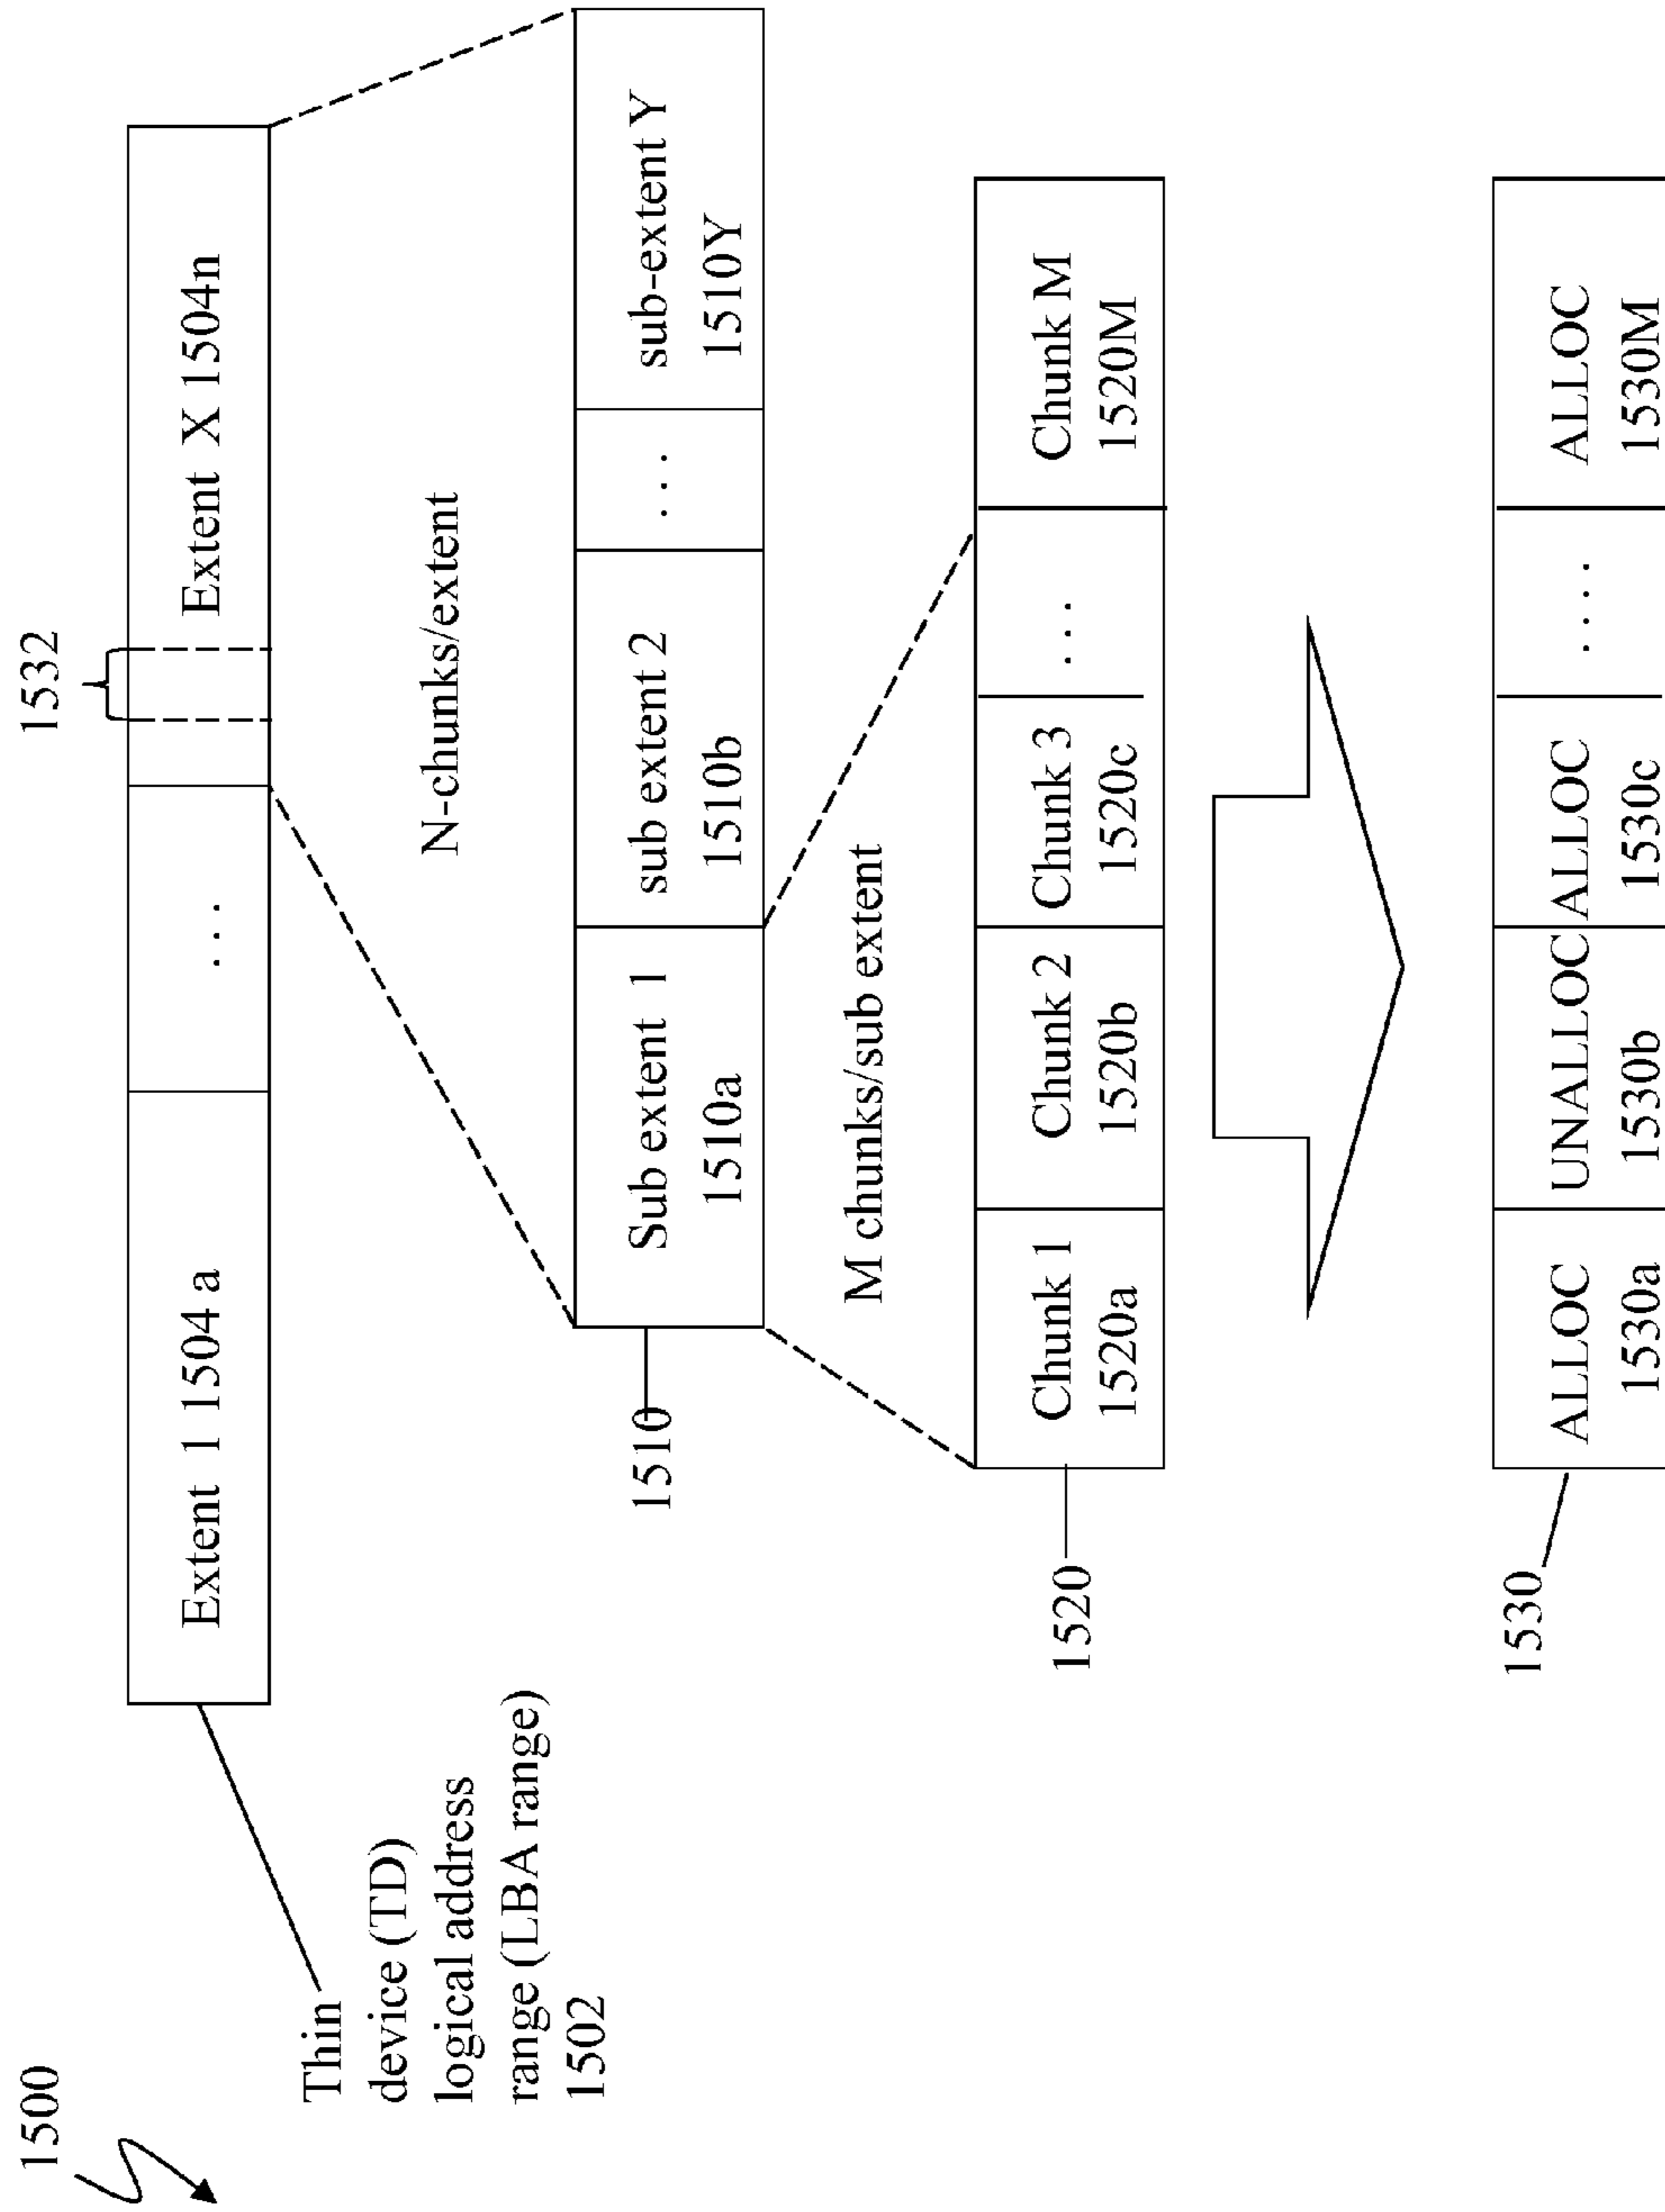 1500
1532
Extent 1 1504 a
. . .
Extent X 1504n
Thin
device (TD)
logical address
range (LBA range)
1502
N-chunks/extent
1510
Sub extent 1
1510a
sub extent 2
1510b
. . .
sub-extent Y
1510Y
M chunks/sub extent
1520
Chunk 1
1520a
Chunk 2
1520b
Chunk 3
1520c
. . .
Chunk M
1520M
1530
ALLOC
1530a
UNALLOC
1530b
ALLOC
1530c
. . . .
ALLOC
1530M